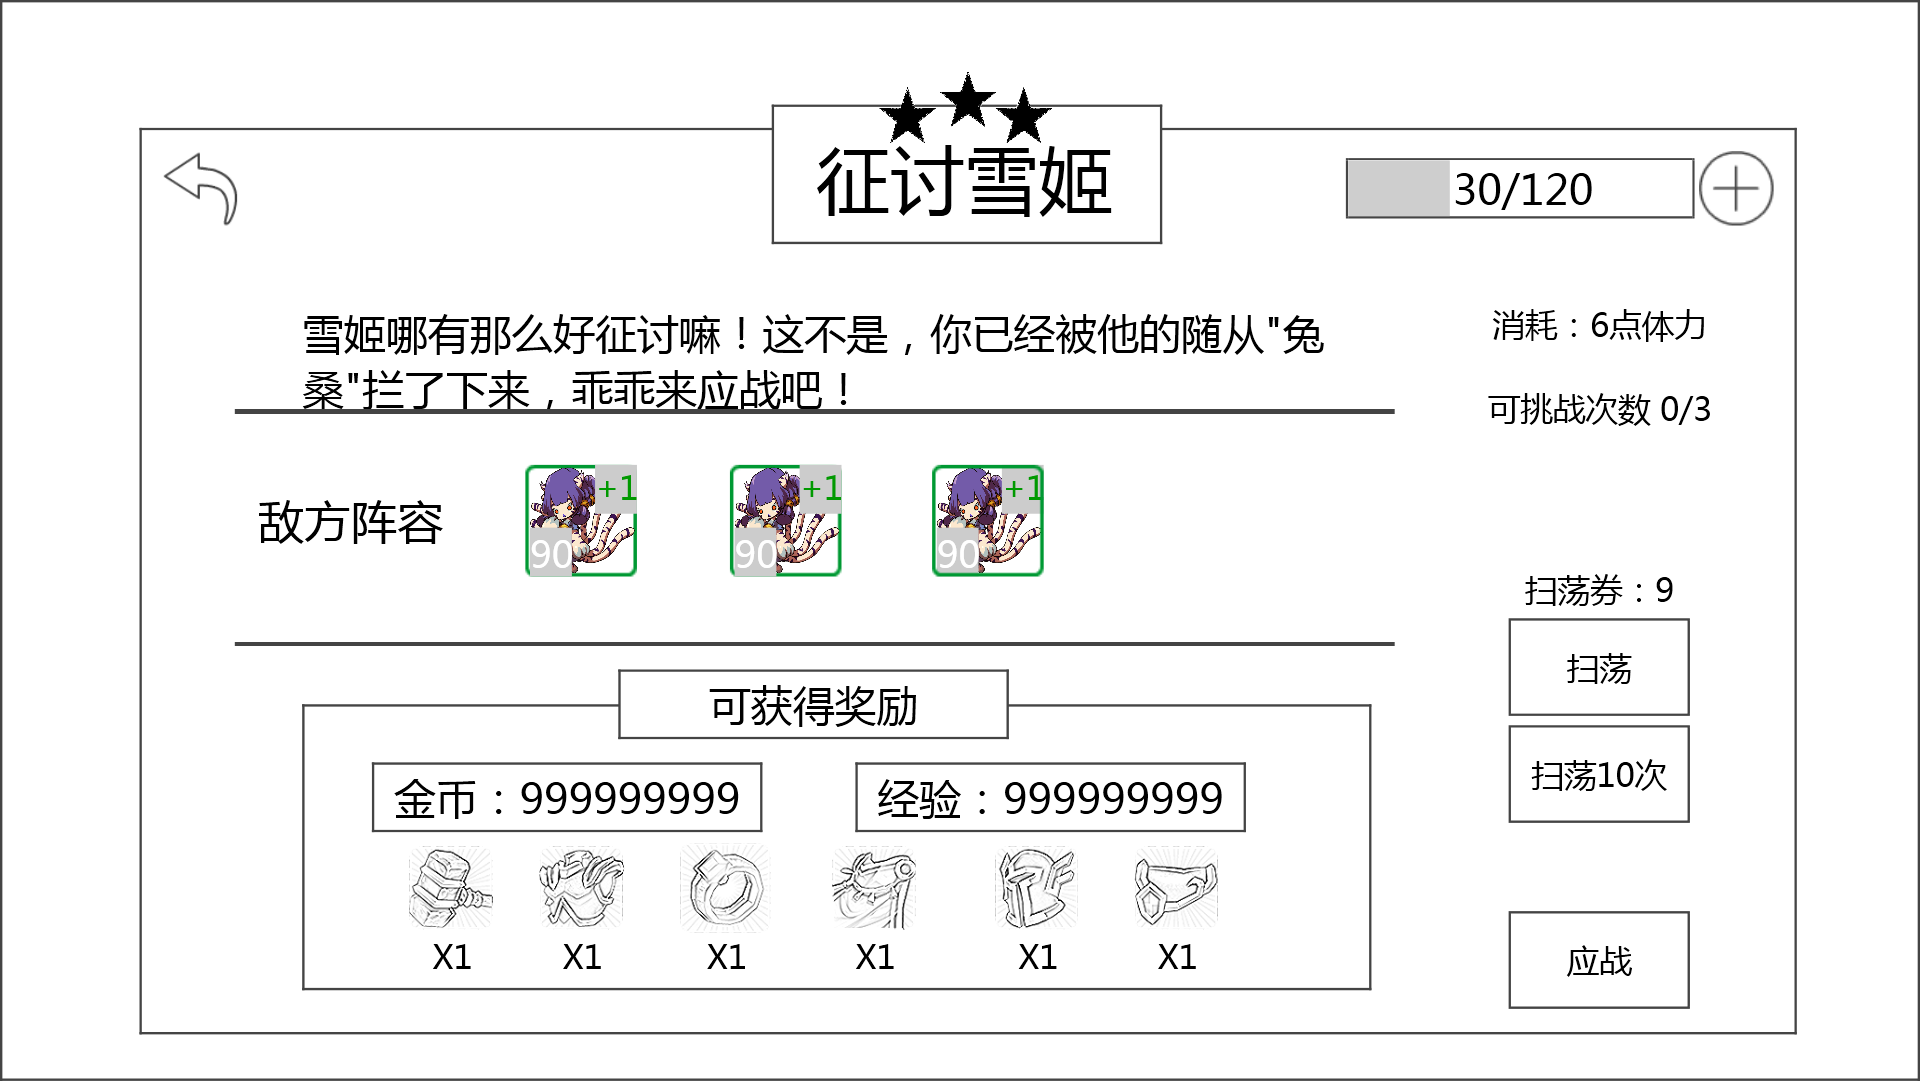 征讨雪姬
30/120
雪姬哪有那么好征讨嘛！这不是，你已经被他的随从"兔
桑"拦了下来，乖乖来应战吧！
消耗：6点体力
可挑战次数 0/3
敌方阵容
+1
90
+1
90
+1
90
扫荡券：9
扫荡
扫荡10次
可获得奖励
金币：999999999
经验：999999999
X1
X1
X1
X1
X1
X1
应战